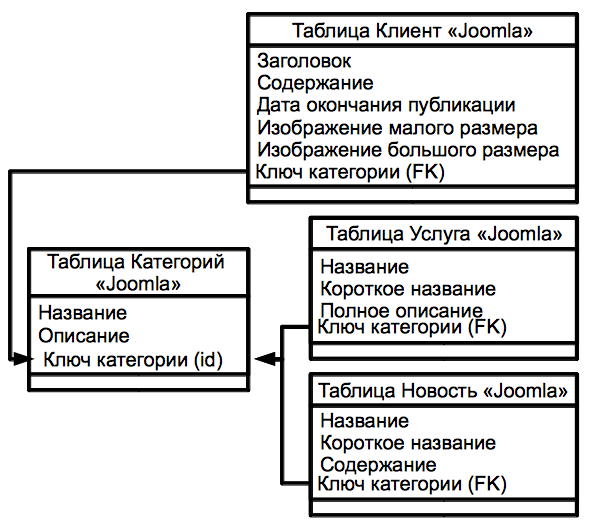 Таблица Клиент «Joomla»
Заголовок
Содержание
Дата окончания публикации
Изображение малого размера
Изображение большого размера
Ключ категории (FK)
Таблица Категорий
«Joomla»
Название
Описание
Ключ категории (id)
Таблица Услуга «Joomla»
Название
Короткое название
Полное описание
Ключ категории (FK)
Таблица Новость «Joomla»
Название
Короткое название
Содержание
Ключ категории (FK)